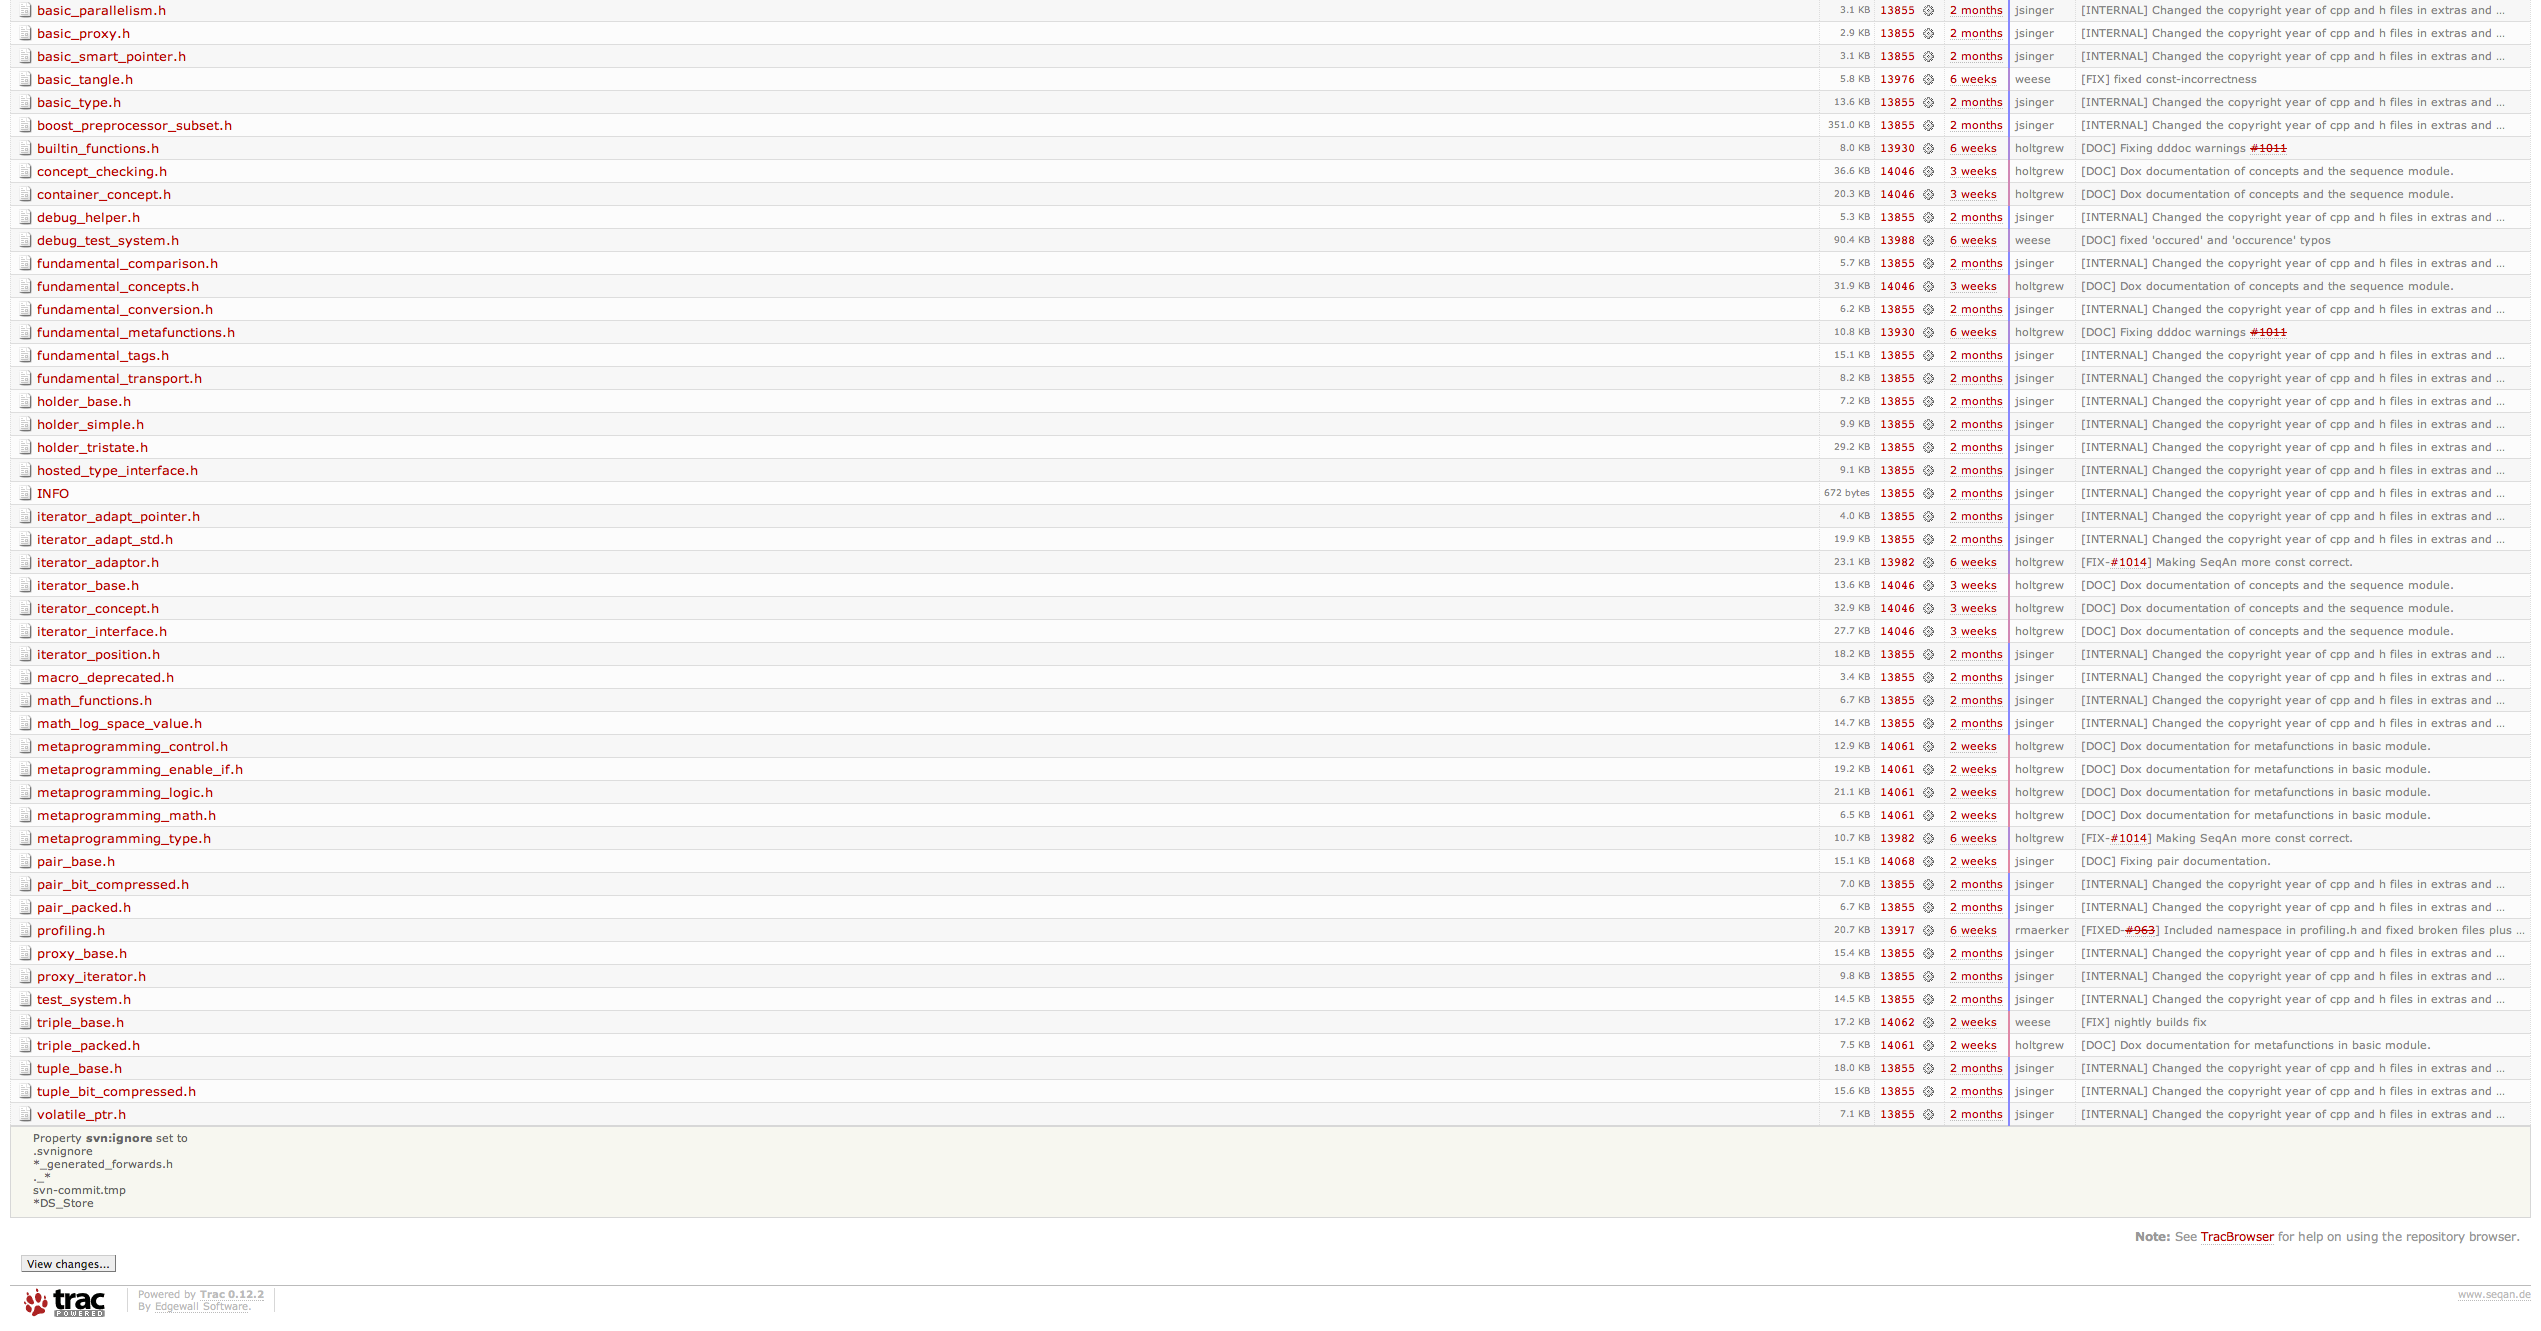 basic_parallelism.h 3.1 KB 13855 2 months jsinger [INTERNAL] Changed the copyright year of cpp and h files in extras and ...
basic_proxy.h 2.9 KB 13855 2 months jsinger [INTERNAL] Changed the copyright year of cpp and h files in extras and ...
basic_smart_pointer.h 3.1 KB 13855 2 months jsinger [INTERNAL] Changed the copyright year of cpp and h files in extras and ...
basic_tangle.h 5.8 KB 13976 6 weeks weese [FIX] fixed const-incorrectness
basic_type.h 13.6 KB 13855 2 months jsinger [INTERNAL] Changed the copyright year of cpp and h files in extras and ...
boost_preprocessor_subset.h 351.0 KB 13855 2 months jsinger [INTERNAL] Changed the copyright year of cpp and h files in extras and ...
builtin_functions.h 8.0 KB 13930 6 weeks holtgrew [DOC] Fixing dddoc warnings #1011
concept_checking.h 36.6 KB 14046 3 weeks holtgrew [DOC] Dox documentation of concepts and the sequence module.
container_concept.h 20.3 KB 14046 3 weeks holtgrew [DOC] Dox documentation of concepts and the sequence module.
debug_helper.h 5.3 KB 13855 2 months jsinger [INTERNAL] Changed the copyright year of cpp and h files in extras and ...
debug_test_system.h 90.4 KB 13988 6 weeks weese [DOC] fixed 'occured' and 'occurence' typos
fundamental_comparison.h 5.7 KB 13855 2 months jsinger [INTERNAL] Changed the copyright year of cpp and h files in extras and ...
fundamental_concepts.h 31.9 KB 14046 3 weeks holtgrew [DOC] Dox documentation of concepts and the sequence module.
fundamental_conversion.h 6.2 KB 13855 2 months jsinger [INTERNAL] Changed the copyright year of cpp and h files in extras and ...
fundamental_metafunctions.h 10.8 KB 13930 6 weeks holtgrew [DOC] Fixing dddoc warnings #1011
fundamental_tags.h 15.1 KB 13855 2 months jsinger [INTERNAL] Changed the copyright year of cpp and h files in extras and ...
fundamental_transport.h 8.2 KB 13855 2 months jsinger [INTERNAL] Changed the copyright year of cpp and h files in extras and ...
holder_base.h 7.2 KB 13855 2 months jsinger [INTERNAL] Changed the copyright year of cpp and h files in extras and ...
holder_simple.h 9.9 KB 13855 2 months jsinger [INTERNAL] Changed the copyright year of cpp and h files in extras and ...
holder_tristate.h 29.2 KB 13855 2 months jsinger [INTERNAL] Changed the copyright year of cpp and h files in extras and ...
hosted_type_interface.h 9.1 KB 13855 2 months jsinger [INTERNAL] Changed the copyright year of cpp and h files in extras and ...
INFO 672 bytes 13855 2 months jsinger [INTERNAL] Changed the copyright year of cpp and h files in extras and ...
iterator_adapt_pointer.h 4.0 KB 13855 2 months jsinger [INTERNAL] Changed the copyright year of cpp and h files in extras and ...
iterator_adapt_std.h 19.9 KB 13855 2 months jsinger [INTERNAL] Changed the copyright year of cpp and h files in extras and ...
iterator_adaptor.h 23.1 KB 13982 6 weeks holtgrew [FIX-#1014] Making SeqAn more const correct.
iterator_base.h 13.6 KB 14046 3 weeks holtgrew [DOC] Dox documentation of concepts and the sequence module.
iterator_concept.h 32.9 KB 14046 3 weeks holtgrew [DOC] Dox documentation of concepts and the sequence module.
iterator_interface.h 27.7 KB 14046 3 weeks holtgrew [DOC] Dox documentation of concepts and the sequence module.
iterator_position.h 18.2 KB 13855 2 months jsinger [INTERNAL] Changed the copyright year of cpp and h files in extras and ...
macro_deprecated.h 3.4 KB 13855 2 months jsinger [INTERNAL] Changed the copyright year of cpp and h files in extras and ...
math_functions.h 6.7 KB 13855 2 months jsinger [INTERNAL] Changed the copyright year of cpp and h files in extras and ...
math_log_space_value.h 14.7 KB 13855 2 months jsinger [INTERNAL] Changed the copyright year of cpp and h files in extras and ...
metaprogramming_control.h 12.9 KB 14061 2 weeks holtgrew [DOC] Dox documentation for metafunctions in basic module.
metaprogramming_enable_if.h 19.2 KB 14061 2 weeks holtgrew [DOC] Dox documentation for metafunctions in basic module.
metaprogramming_logic.h 21.1 KB 14061 2 weeks holtgrew [DOC] Dox documentation for metafunctions in basic module.
metaprogramming_math.h 6.5 KB 14061 2 weeks holtgrew [DOC] Dox documentation for metafunctions in basic module.
metaprogramming_type.h 10.7 KB 13982 6 weeks holtgrew [FIX-#1014] Making SeqAn more const correct.
pair_base.h 15.1 KB 14068 2 weeks jsinger [DOC] Fixing pair documentation.
pair_bit_compressed.h 7.0 KB 13855 2 months jsinger [INTERNAL] Changed the copyright year of cpp and h files in extras and ...
pair_packed.h 6.7 KB 13855 2 months jsinger [INTERNAL] Changed the copyright year of cpp and h files in extras and ...
profiling.h 20.7 KB 13917 6 weeks rmaerker [FIXED-#963] Included namespace in profiling.h and fixed broken files plus ...
proxy_base.h 15.4 KB 13855 2 months jsinger [INTERNAL] Changed the copyright year of cpp and h files in extras and ...
proxy_iterator.h 9.8 KB 13855 2 months jsinger [INTERNAL] Changed the copyright year of cpp and h files in extras and ...
test_system.h 14.5 KB 13855 2 months jsinger [INTERNAL] Changed the copyright year of cpp and h files in extras and ...
triple_base.h 17.2 KB 14062 2 weeks weese [FIX] nightly builds fix
triple_packed.h 7.5 KB 14061 2 weeks holtgrew [DOC] Dox documentation for metafunctions in basic module.
tuple_base.h 18.0 KB 13855 2 months jsinger [INTERNAL] Changed the copyright year of cpp and h files in extras and ...
tuple_bit_compressed.h 15.6 KB 13855 2 months jsinger [INTERNAL] Changed the copyright year of cpp and h files in extras and ...
volatile_ptr.h 7.1 KB 13855 2 months jsinger [INTERNAL] Changed the copyright year of cpp and h files in extras and ...
Property svn:ignore set to
.svnignore
*_generated_forwards.h
._*
svn-commit.tmp
*DS_Store
Note: See TracBrowser for help on using the repository browser.
View changes...
trac POWERED
Powered by Trac 0.12.2
By Edgewall Software.
www.seqan.de